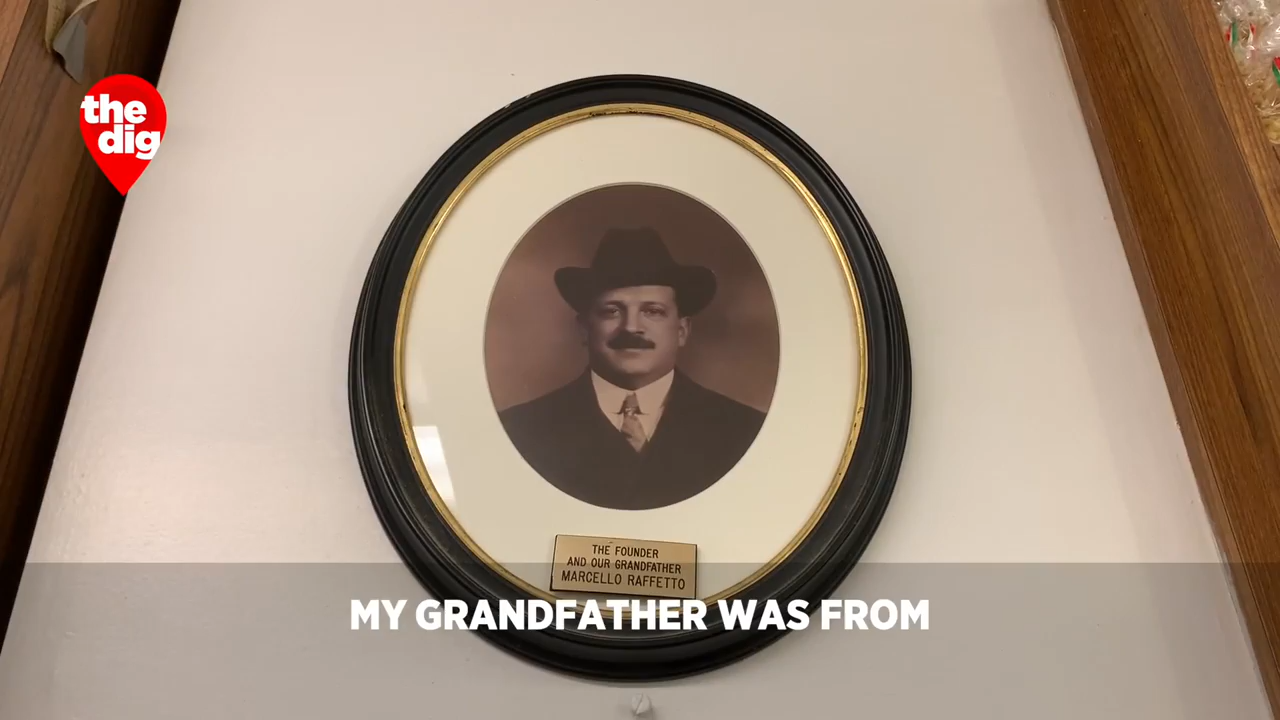 the
dig
THE FOUNDER
AND OUR GRANDFATHER
MARCELLO RAFFETTO
MY GRANDFATHER WAS FROM